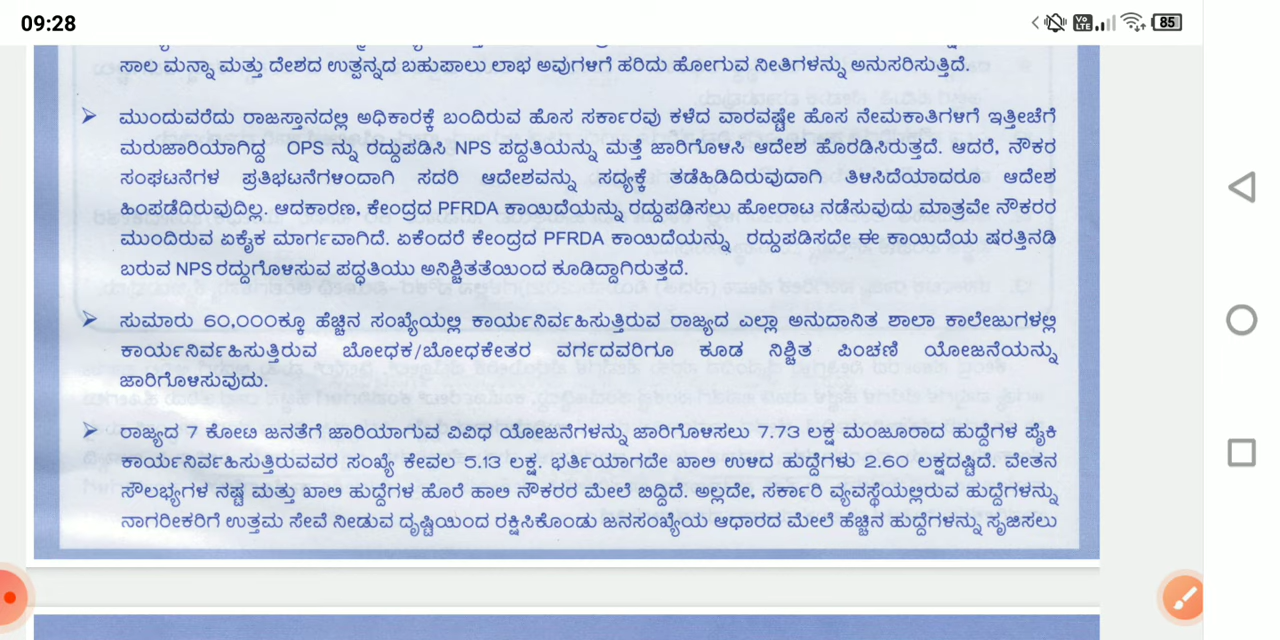 09:28
Vo LTE 85
ಸಾಲ ಮನ್ನಾ ಮತ್ತು ದೇಶದ ಉತ್ಪನ್ನದ ಬಹುಪಾಲು ಲಾಭ ಅವುಗಳಿಗೆ ಹರಿದು ಹೋಗುವ ನೀತಿಗಳನ್ನು ಅನುಸರಿಸುತ್ತಿದೆ.
➢ ಮುಂದುವರೆದು ರಾಜಸ್ತಾನದಲ್ಲಿ ಅಧಿಕಾರಕ್ಕೆ ಬಂದಿರುವ ಹೊಸ ಸರ್ಕಾರವು ಕಳೆದ ವಾರವಷ್ಟೇ ಹೊಸ ನೇಮಕಾತಿಗಳಿಗೆ ಇತ್ತೀಚೆಗೆ
ಮರುಜಾರಿಯಾಗಿದ್ದ OPS ನ್ನು ರದ್ದುಪಡಿಸಿ NPS ಪದ್ಧತಿಯನ್ನು ಮತ್ತೆ ಜಾರಿಗೊಳಿಸಿ ಆದೇಶ ಹೊರಡಿಸಿರುತ್ತದೆ. ಆದರೆ, ನೌಕರ
ಸಂಘಟನೆಗಳ ಪ್ರತಿಭಟನೆಗಳಿಂದಾಗಿ ಸದರಿ ಆದೇಶವನ್ನು ಸದ್ಯಕ್ಕೆ ತಡೆಹಿಡಿದಿರುವುದಾಗಿ ತಿಳಿಸಿದೆಯಾದರೂ ಆದೇಶ
ಹಿಂಪಡೆದಿರುವುದಿಲ್ಲ. ಆದಕಾರಣ, ಕೇಂದ್ರದ PFRDA ಕಾಯಿದೆಯನ್ನು ರದ್ದುಪಡಿಸಲು ಹೋರಾಟ ನಡೆಸುವುದು ಮಾತ್ರವೇ ನೌಕರರ
ಮುಂದಿರುವ ಏಕೈಕ ಮಾರ್ಗವಾಗಿದೆ. ಏಕೆಂದರೆ ಕೇಂದ್ರದ PFRDA ಕಾಯಿದೆಯನ್ನು ರದ್ದುಪಡಿಸದೇ ಈ ಕಾಯಿದೆಯ ಷರತ್ತಿನಡಿ
ಬರುವ NPS ರದ್ದುಗೊಳಿಸುವ ಪದ್ಧತಿಯು ಅನಿಶ್ಚಿತತೆಯಿಂದ ಕೂಡಿದ್ದಾಗಿರುತ್ತದೆ.
➢ ಸುಮಾರು 60,000ಕ್ಕೂ ಹೆಚ್ಚಿನ ಸಂಖ್ಯೆಯಲ್ಲಿ ಕಾರ್ಯನಿರ್ವಹಿಸುತ್ತಿರುವ ರಾಜ್ಯದ ಎಲ್ಲಾ ಅನುದಾನಿತ ಶಾಲಾ ಕಾಲೇಜುಗಳಲ್ಲಿ
ಕಾರ್ಯನಿರ್ವಹಿಸುತ್ತಿರುವ ಬೋಧಕ/ಬೋಧಕೇತರ ವರ್ಗದವರಿಗೂ ಕೂಡ ನಿಶ್ಚಿತ ಪಿಂಚಣಿ ಯೋಜನೆಯನ್ನು
ಜಾರಿಗೊಳಿಸುವುದು.
➢ ರಾಜ್ಯದ 7 ಕೋಟಿ ಜನತೆಗೆ ಜಾರಿಯಾಗುವ ವಿವಿಧ ಯೋಜನೆಗಳನ್ನು ಜಾರಿಗೊಳಿಸಲು 7.73 ಲಕ್ಷ ಮಂಜೂರಾದ ಹುದ್ದೆಗಳ ಪೈಕಿ
ಕಾರ್ಯನಿರ್ವಹಿಸುತ್ತಿರುವವರ ಸಂಖ್ಯೆ ಕೇವಲ 5.13 ಲಕ್ಷ. ಭರ್ತಿಯಾಗದೇ ಖಾಲಿ ಉಳಿದ ಹುದ್ದೆಗಳು 2.60 ಲಕ್ಷದಷ್ಟಿದೆ. ವೇತನ
ಸೌಲಭ್ಯಗಳ ನಷ್ಟ ಮತ್ತು ಖಾಲಿ ಹುದ್ದೆಗಳ ಹೊರೆ ಹಾಲಿ ನೌಕರರ ಮೇಲೆ ಬಿದ್ದಿದೆ. ಅಲ್ಲದೇ, ಸರ್ಕಾರಿ ವ್ಯವಸ್ಥೆಯಲ್ಲಿರುವ ಹುದ್ದೆಗಳನ್ನು
ನಾಗರೀಕರಿಗೆ ಉತ್ತಮ ಸೇವೆ ನೀಡುವ ದೃಷ್ಟಿಯಿಂದ ರಕ್ಷಿಸಿಕೊಂಡು ಜನಸಂಖ್ಯೆಯ ಆಧಾರದ ಮೇಲೆ ಹೆಚ್ಚಿನ ಹುದ್ದೆಗಳನ್ನು ಸೃಜಿಸಲು